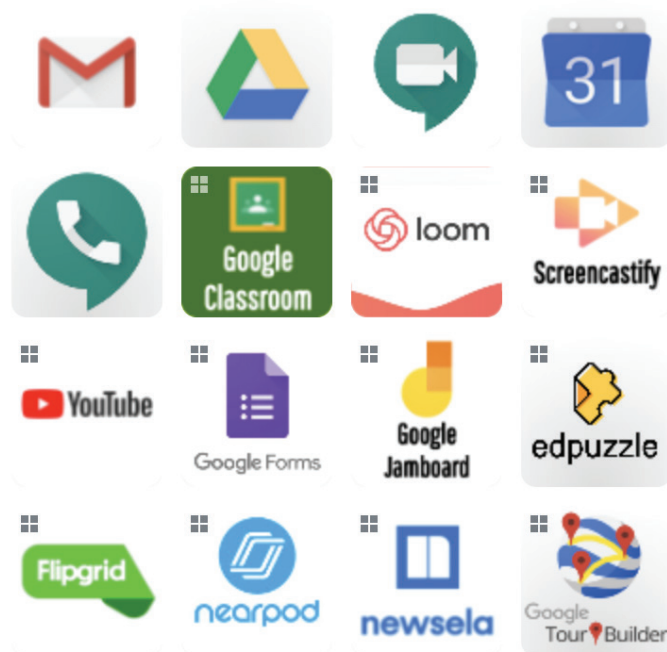 31
Google
Classroom
loom
Screencastify
YouTube
Google Forms
Google
Jamboard
edpuzzle
Flipgrid
nearpod
newsela
Google
Tour Builder